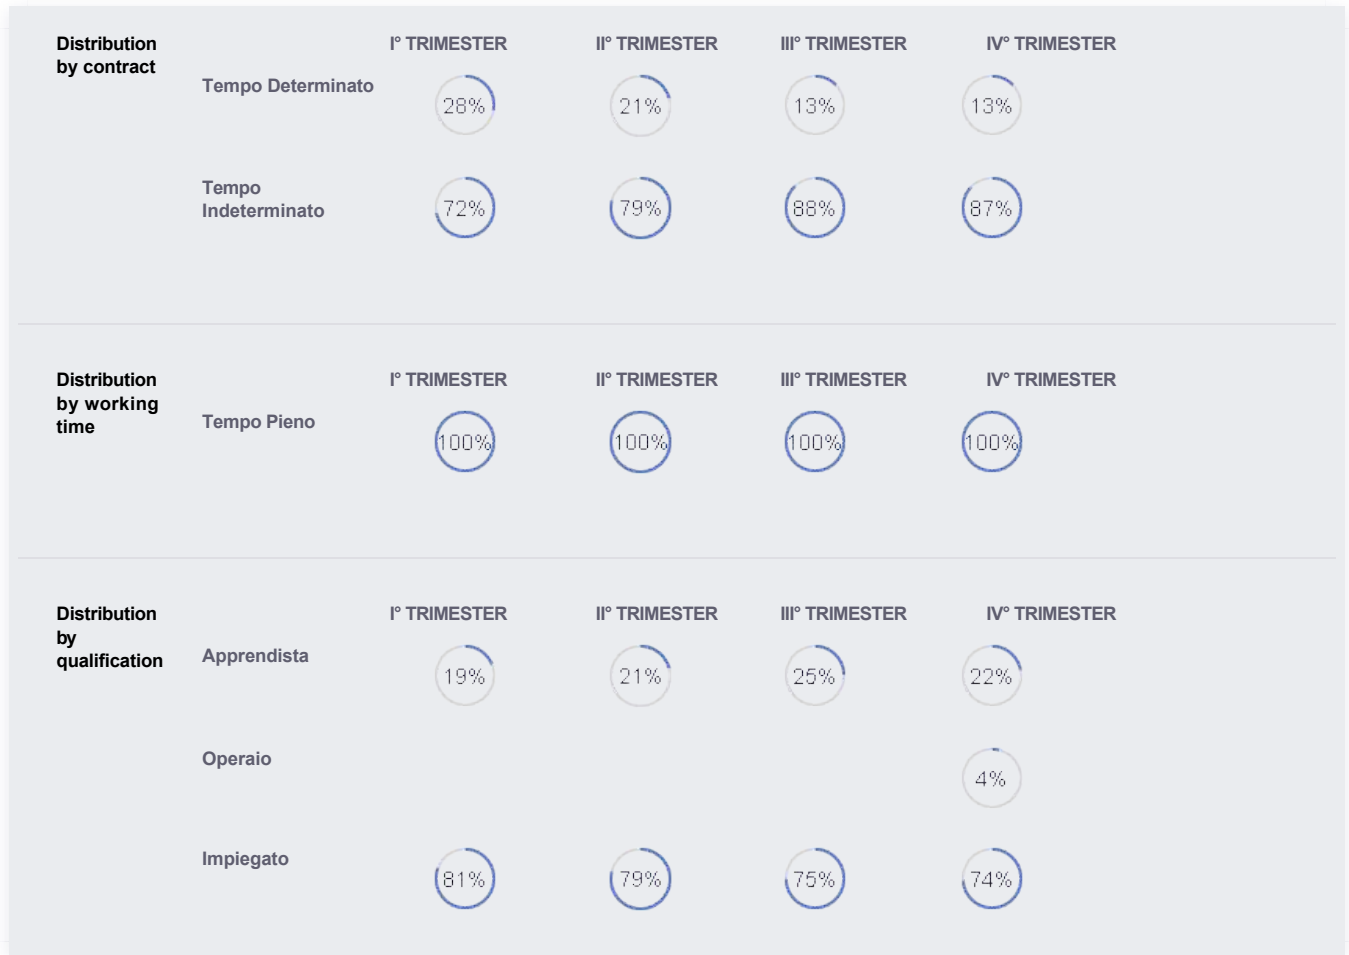 Distribution
by contract
I° TRIMESTER II° TRIMESTER III° TRIMESTER IV° TRIMESTER
Tempo Determinato
28% 21% 13% 13%
Tempo
Indeterminato
72% 79% 88% 87%
Distribution
by working
time
I° TRIMESTER II° TRIMESTER III° TRIMESTER IV° TRIMESTER
Tempo Pieno
100% 100% 100% 100%
Distribution
by
qualification
I° TRIMESTER II° TRIMESTER III° TRIMESTER IV° TRIMESTER
Apprendista
19% 21% 25% 22%
Operaio
4%
Impiegato
81% 79% 75% 74%